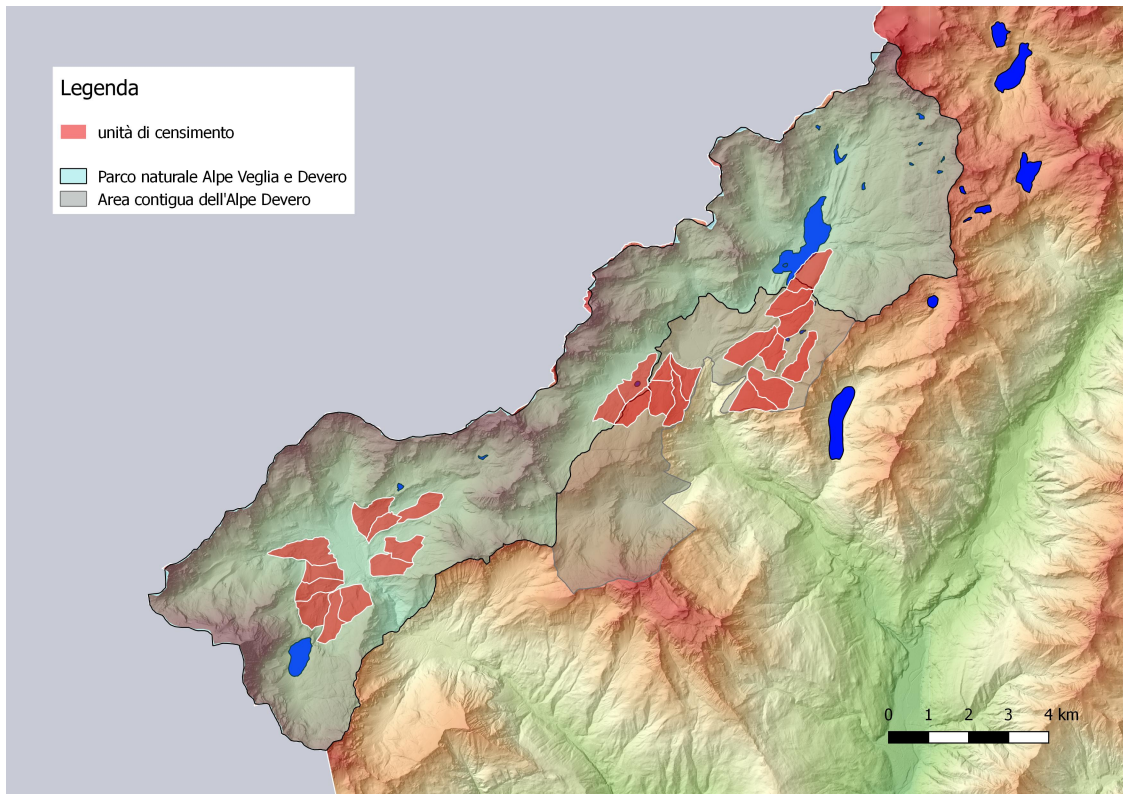 Legenda
unità di censimento
Parco naturale Alpe Veglia e Devero
Area contigua dell'Alpe Devero
0 1 2 3 4 km